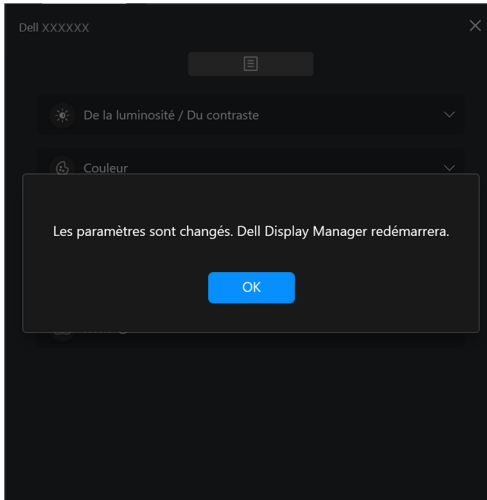 Dell XXXXXX
De la luminosité / Du contraste
Couleur
Les paramètres sont changés. Dell Display Manager redémarrera.
OK